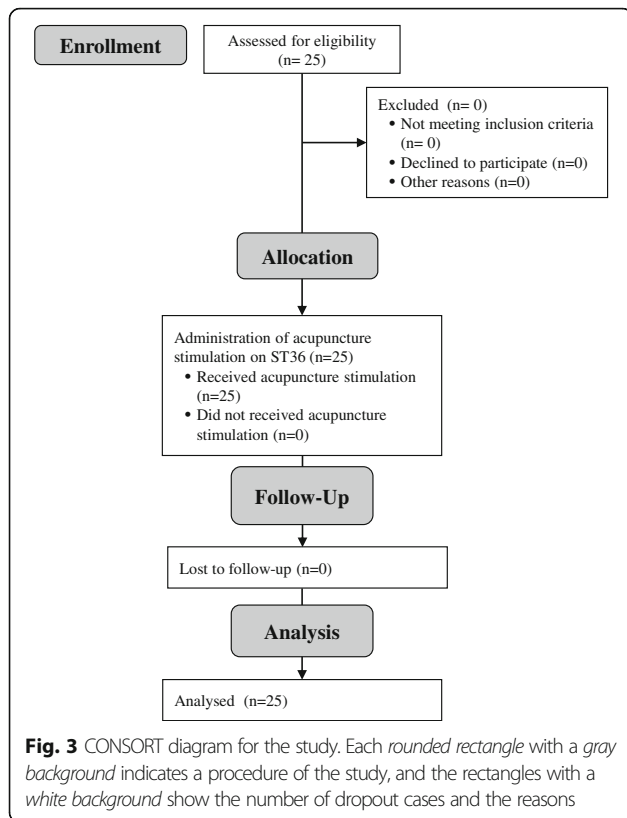 Enrollment
Assessed for eligibility
(n= 25)
Excluded (n= 0)
• Not meeting inclusion criteria
(n= 0)
• Declined to participate (n=0)
• Other reasons (n=0)
Allocation
Administration of acupuncture
stimulation on ST36 (n=25)
• Received acupuncture stimulation
(n=25)
• Did not received acupuncture
stimulation (n=0)
Follow-Up
Lost to follow-up (n=0)
Analysis
Analysed (n=25)
Fig. 3 CONSORT diagram for the study. Each rounded rectangle with a gray
background indicates a procedure of the study, and the rectangles with a
white background show the number of dropout cases and the reasons